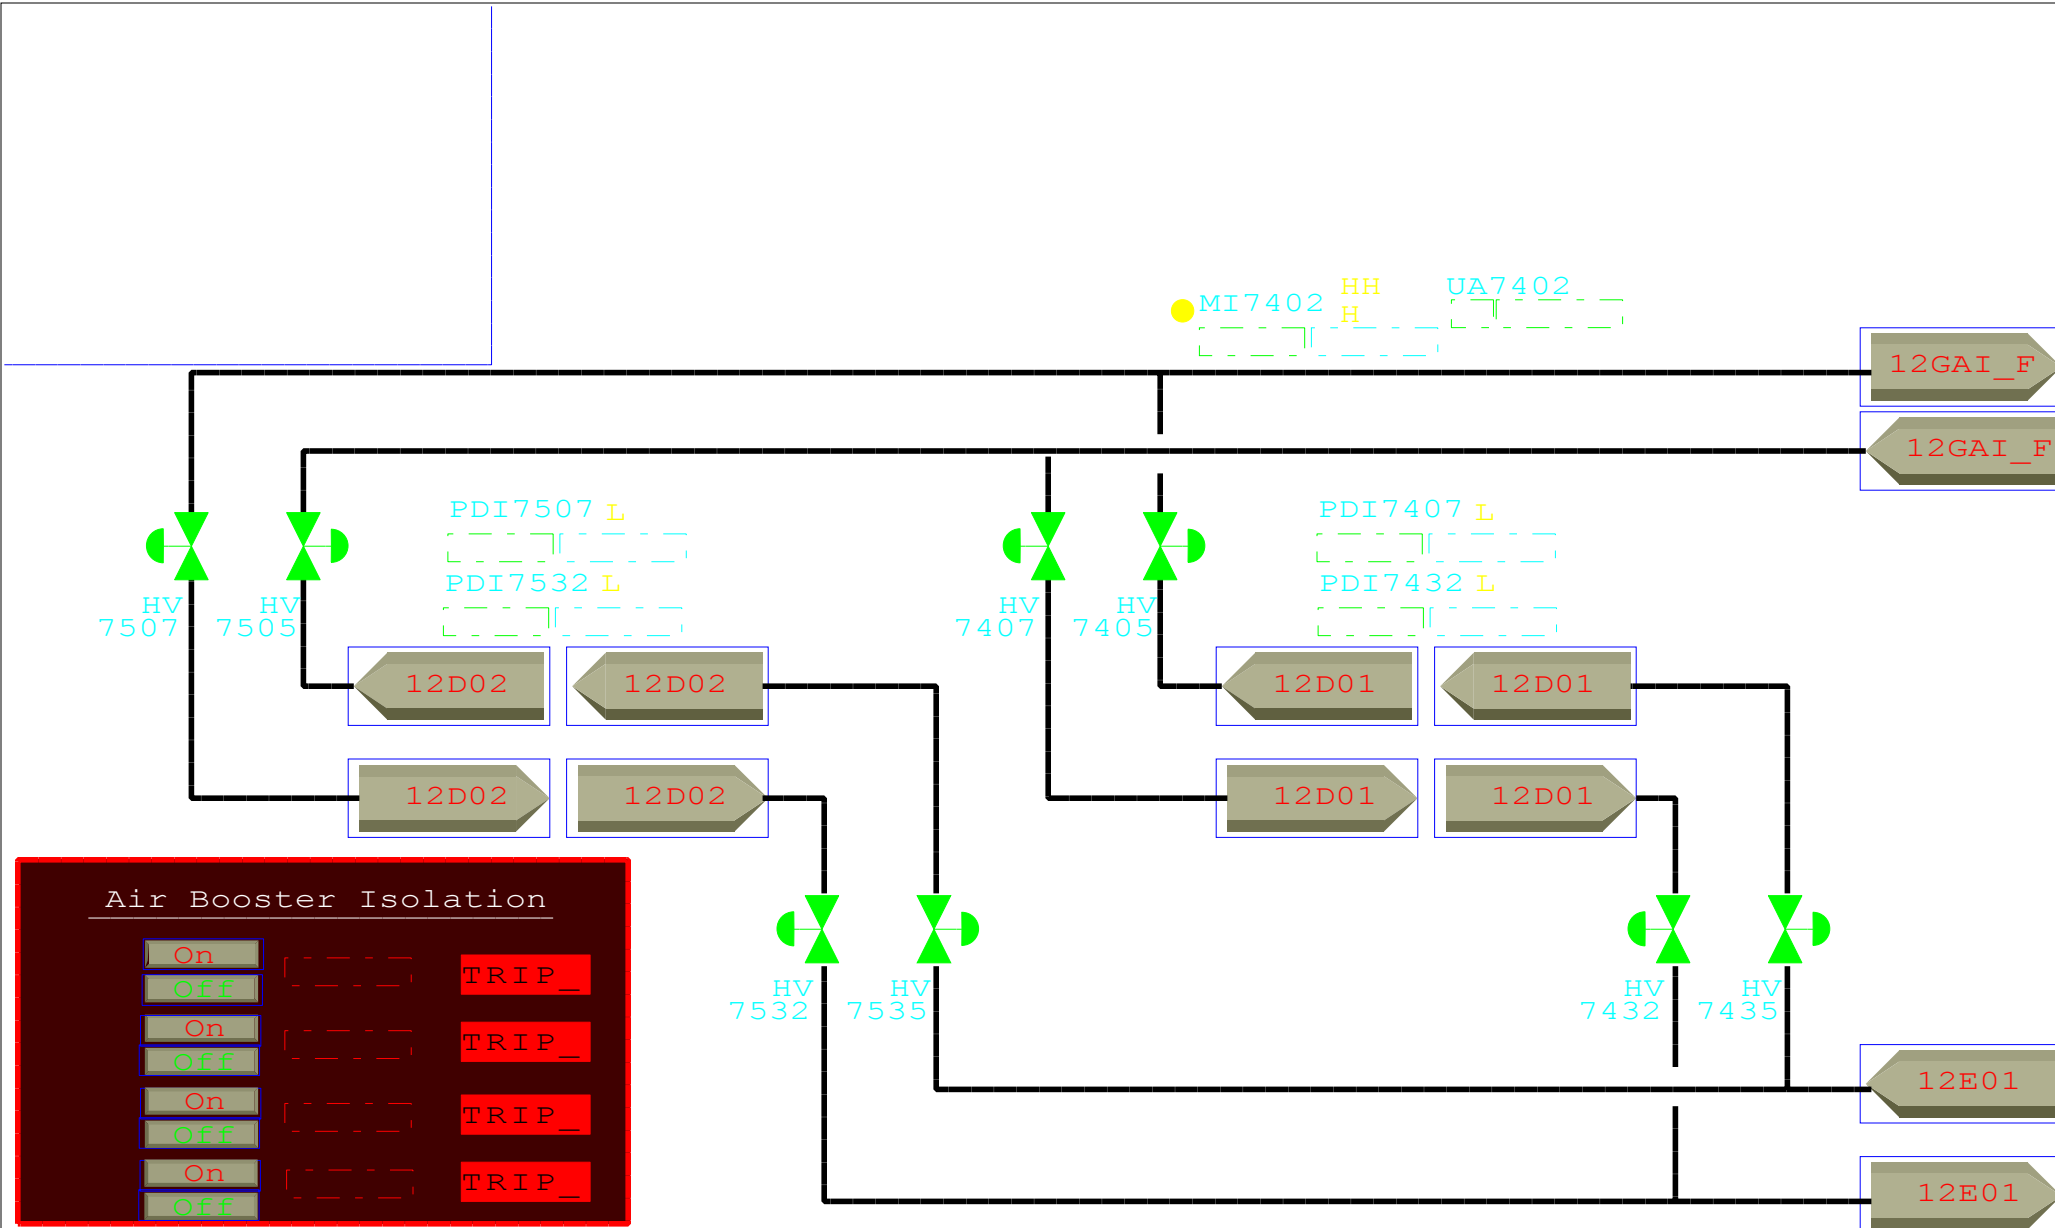 HH
UA7402
MI7402
H
12GAI_F
12GAI_F
PDI7507 L
PDI7407 L
PDI7532 L
PDI7432 L
HV
7507
HV
7505
HV
7407
HV
7405
12D02
12D02
12D01
12D01
12D02
12D02
12D01
12D01
Air Booster Isolation
On
TRIP_
Off
On
TRIP_
Off
On
TRIP_
Off
On
TRIP_
Off
HV
7532
HV
7535
HV
7432
HV
7435
12E01
12E01